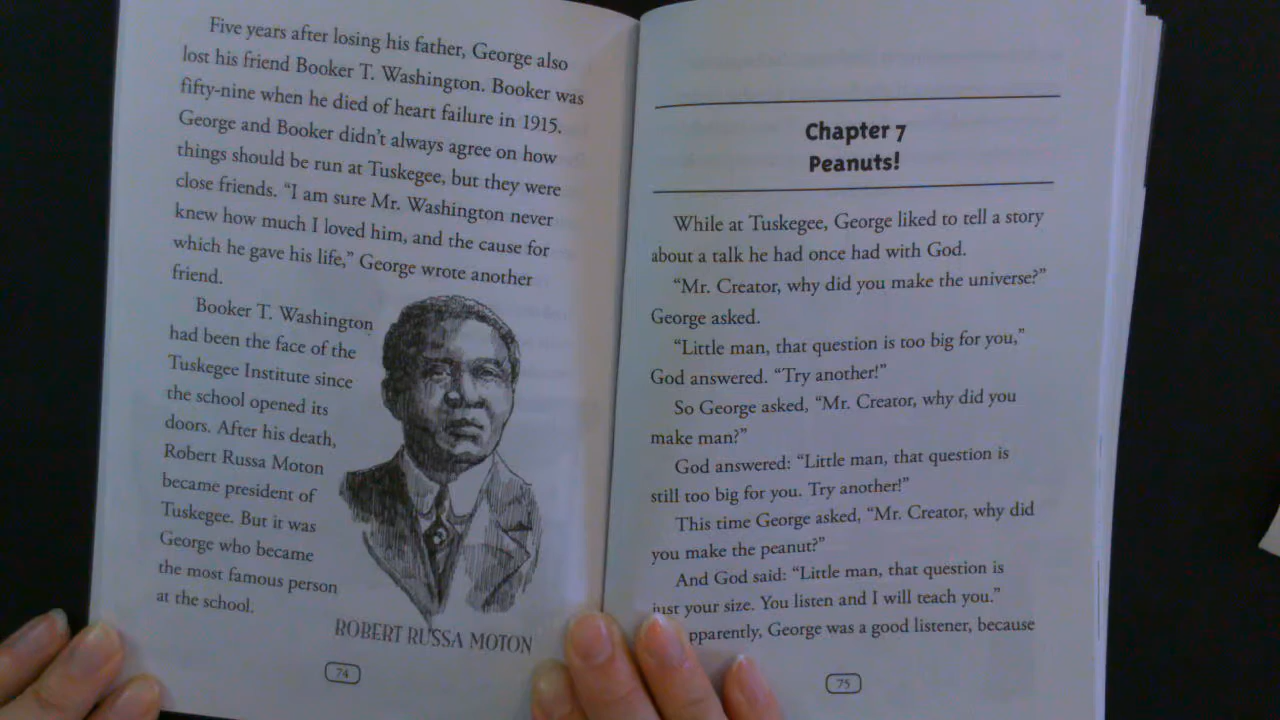 Five years after losing his father, George also
lost his friend Booker T. Washington. Booker was
fifty-nine when he died of heart failure in 1915.
George and Booker didn't always agree on how
things should be run at Tuskegee, but they were
close friends. “I am sure Mr. Washington never
knew how much I loved him, and the cause for
which he gave his life,” George wrote another
friend.
Booker T. Washington
had been the face of the
Tuskegee Institute since
the school opened its
doors. After his death,
Robert Russa Moton
became president of
Tuskegee. But it was
George who became
the most famous person
at the school.
ROBERT RUSSA MOTON
74
Chapter 7
Peanuts!
While at Tuskegee, George liked to tell a story
about a talk he had once had with God.
“Mr. Creator, why did you make the universe?”
George asked.
“Little man, that question is too big for you,”
God answered. “Try another!”
So George asked, “Mr. Creator, why did you
make man?”
God answered: “Little man, that question is
still too big for you. Try another!”
This time George asked, “Mr. Creator, why did
you make the peanut?”
And God said: “Little man, that question is
just your size. You listen and I will teach you.”
pparently, George was a good listener, because
75